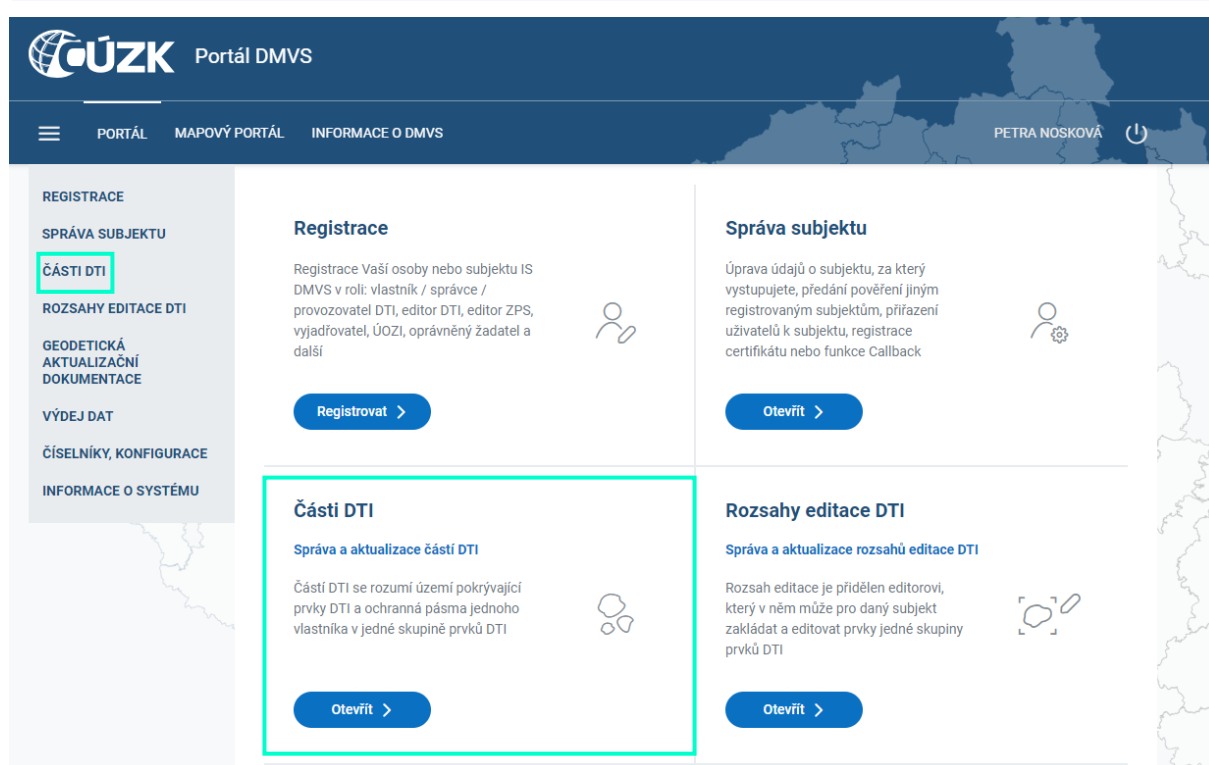 ČÚZK Portál DMVS
PORTÁL MAPOVÝ PORTÁL INFORMACE O DMVS PETRA NOSKOVÁ
REGISTRACE
SPRÁVA SUBJEKTU
ČÁSTI DTI
ROZSAHY EDITACE DTI
GEODETICKÁ
AKTUALIZAČNÍ
DOKUMENTACE
VÝDEJ DAT
ČÍSELNÍKY, KONFIGURACE
INFORMACE O SYSTÉMU
Registrace
Registrace Vaší osoby nebo subjektu IS
DMVS v roli: vlastník / správce /
provozovatel DTI, editor DTI, editor ZPS,
vyjadřovatel, ÚOZI, oprávněný žadatel a
další
Registrovat
Správa subjektu
Úprava údajů o subjektu, za který
vystupujete, předání pověření jiným
registrovaným subjektům, přiřazení
uživatelů k subjektu, registrace
certifikátu nebo funkce Callback
Otevřít
Části DTI
Správa a aktualizace částí DTI
Částí DTI se rozumí území pokrývající
prvky DTI a ochranná pásma jednoho
vlastníka v jedné skupině prvků DTI
Otevřít
Rozsahy editace DTI
Správa a aktualizace rozsahů editace DTI
Rozsah editace je přidělen editorovi,
který v něm může pro daný subjekt
zakládat a editovat prvky jedné skupiny
prvků DTI
Otevřít